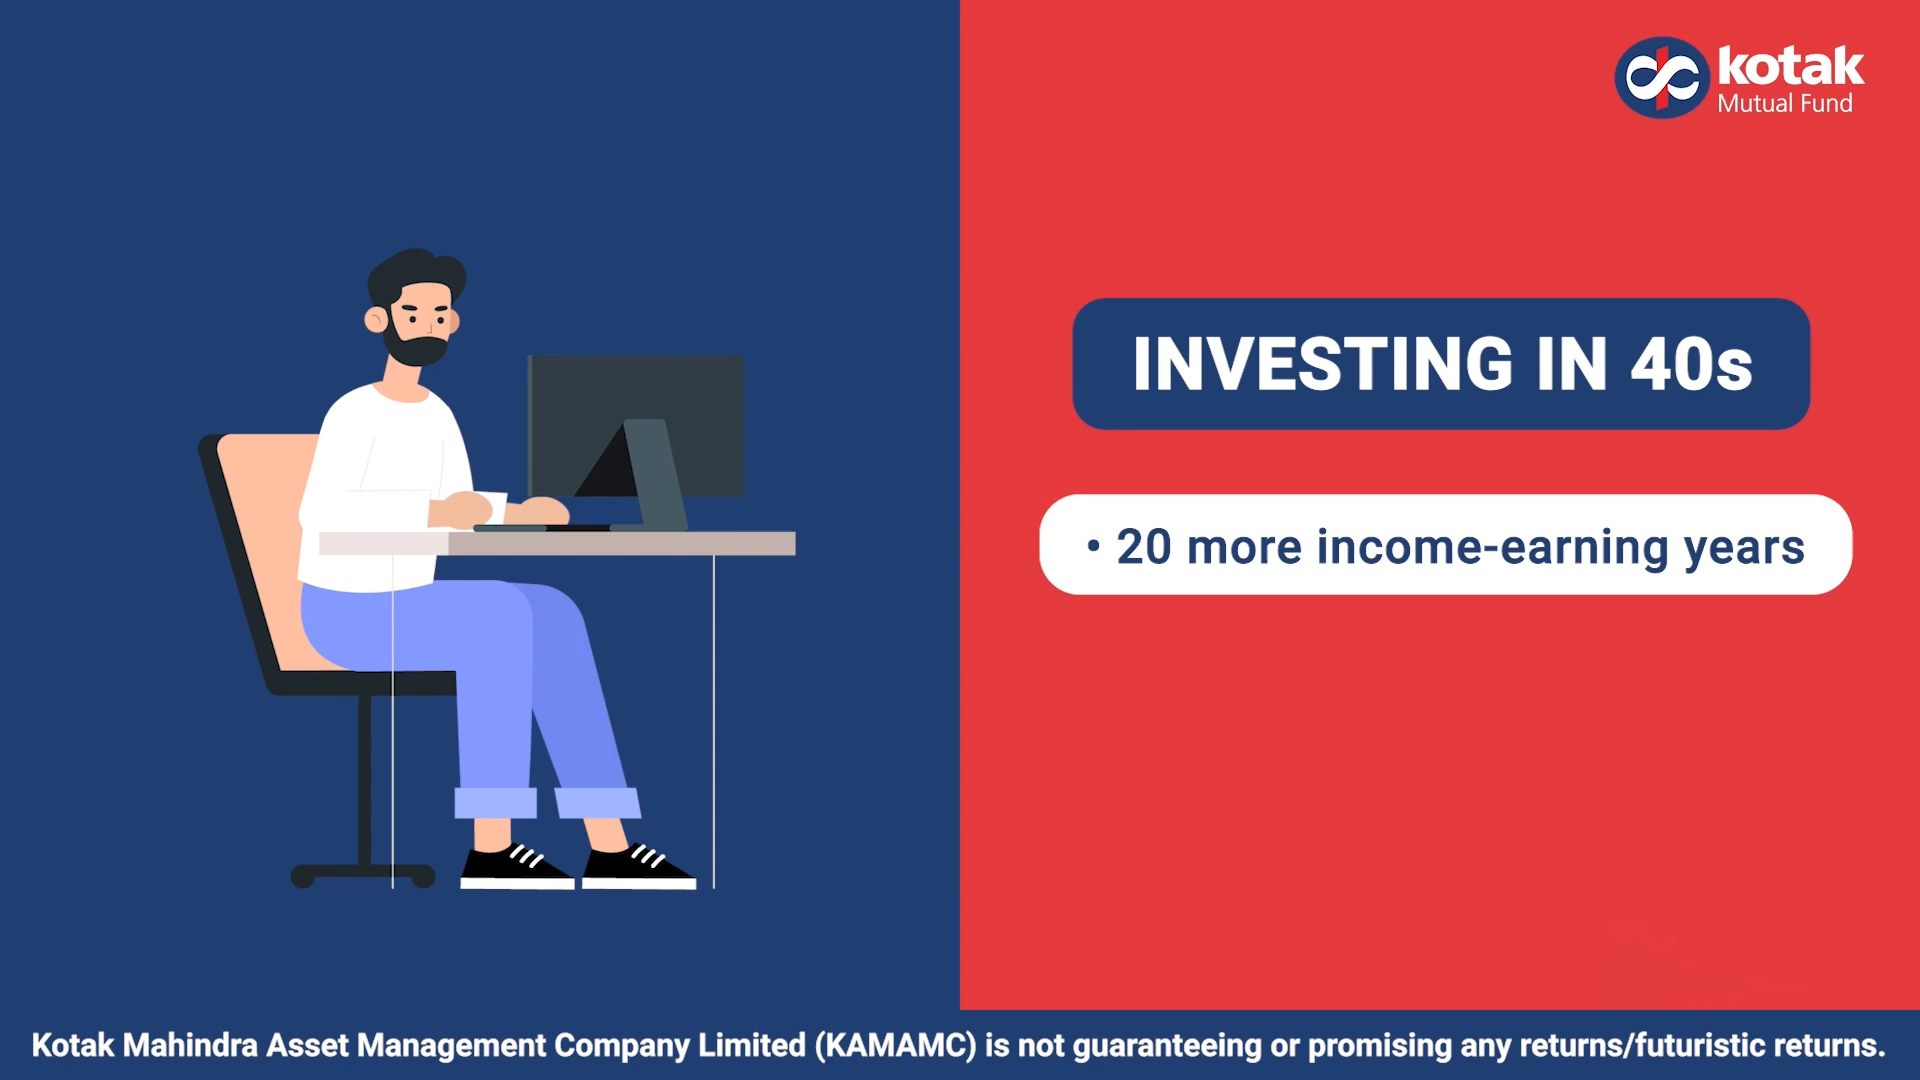 kotak
Mutual Fund
INVESTING IN 40s
• 20 more income-earning years
Kotak Mahindra Asset Management Company Limited (KAMAMC) is not guaranteeing or promising any returns/futuristic returns.